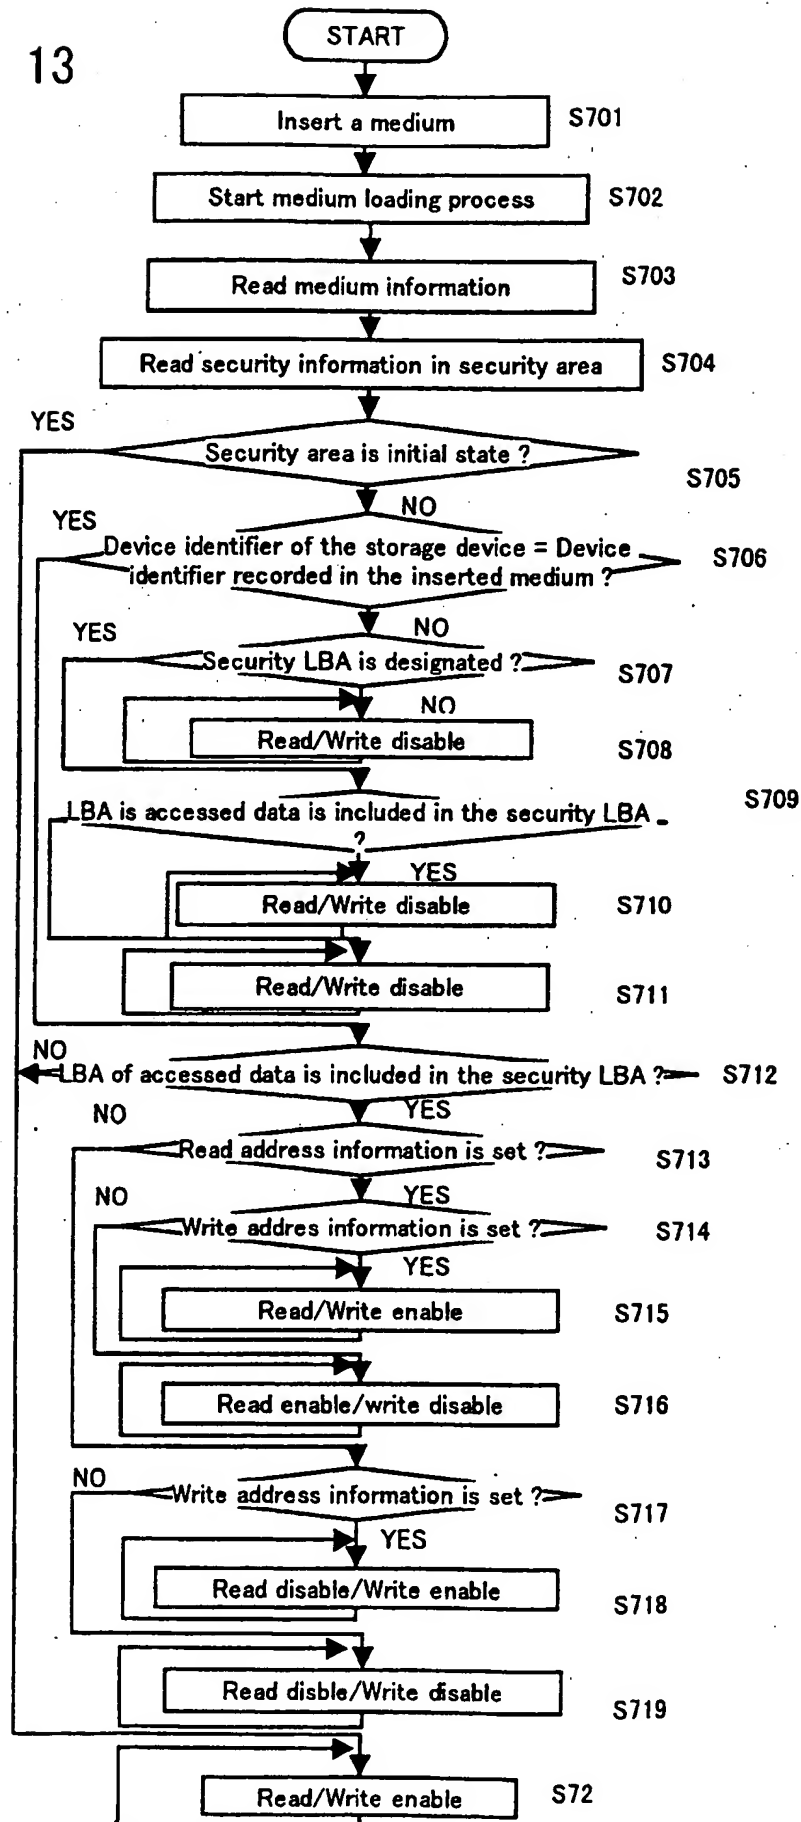 13
START
Insert a medium
S701
Start medium loading process
S702
Read medium information
S703
Read security information in security area
S704
YES
Security area is initial state ?
S705
NO
YES
Device identifier of the storage device = Device
identifier recorded in the inserted medium ?
S706
NO
YES
Security LBA is designated ?
S707
NO
Read/Write disable
S708
LBA is accessed data is included in the security LBA
?
S709
YES
Read/Write disable
S710
Read/Write disable
S711
NO
LBA of accessed data is included in the security LBA ?
S712
YES
NO
Read address information is set ?
S713
YES
NO
Write addres information is set ?
S714
YES
Read/Write enable
S715
Read enable/write disable
S716
NO
Write address information is set ?
S717
YES
Read disable/Write enable
S718
Read disble/Write disable
S719
Read/Write enable
S72